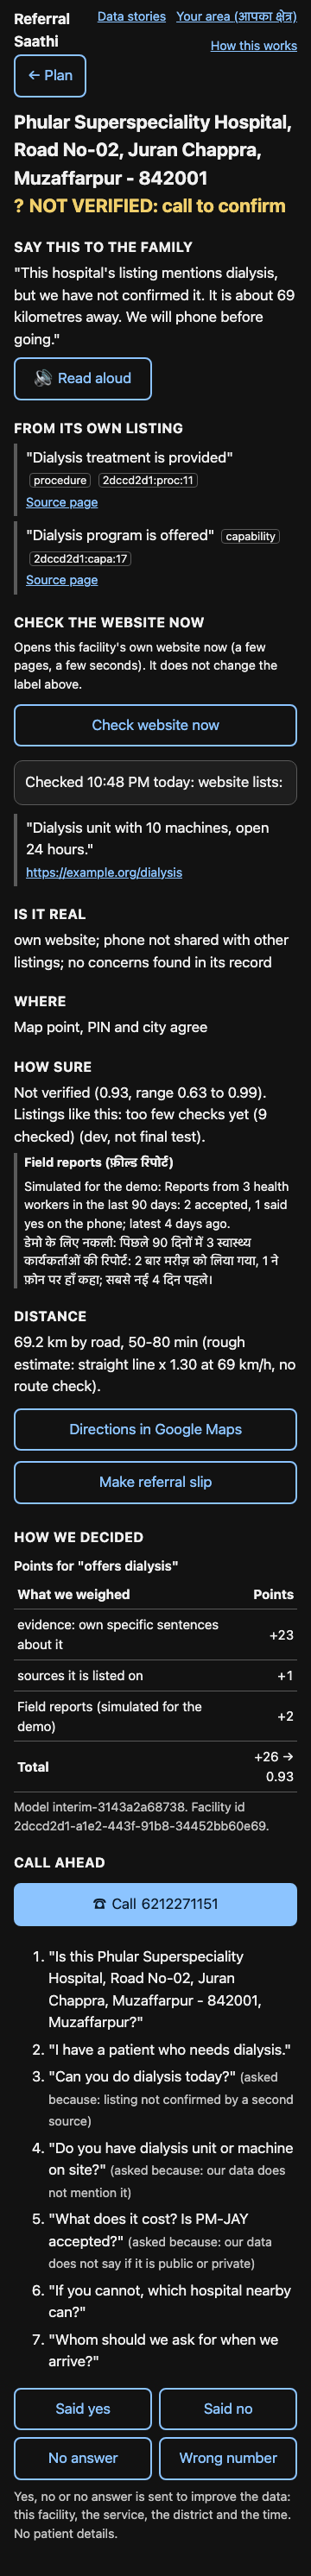 Referral Saathi
Data stories
Your area (आपका क्षेत्र)
How this works
← Plan
Phular Superspeciality Hospital,
Road No-02, Juran Chappra,
Muzaffarpur - 842001
? NOT VERIFIED: call to confirm
SAY THIS TO THE FAMILY
"This hospital's listing mentions dialysis,
but we have not confirmed it. It is about 69
kilometres away. We will phone before
going."
🔊 Read aloud
FROM ITS OWN LISTING
"Dialysis treatment is provided"
procedure 2dccd2d1:proc:11
Source page
"Dialysis program is offered" capability
2dccd2d1:capa:17
Source page
CHECK THE WEBSITE NOW
Opens this facility's own website now (a few
pages, a few seconds). It does not change the
label above.
Check website now
Checked 10:48 PM today: website lists:
"Dialysis unit with 10 machines, open
24 hours."
https://example.org/dialysis
IS IT REAL
own website; phone not shared with other
listings; no concerns found in its record
WHERE
Map point, PIN and city agree
HOW SURE
Not verified (0.93, range 0.63 to 0.99).
Listings like this: too few checks yet (9
checked) (dev, not final test).
Field reports (फ़ील्ड रिपोर्ट)
Simulated for the demo: Reports from 3 health
workers in the last 90 days: 2 accepted, 1 said
yes on the phone; latest 4 days ago.
डेमो के लिए नकली: पिछले 90 दिनों में 3 स्वास्थ्य
कार्यकर्ताओं की रिपोर्ट: 2 बार मरीज़ को लिया गया, 1 ने
फ़ोन पर हाँ कहा; सबसे नई 4 दिन पहले।
DISTANCE
69.2 km by road, 50-80 min (rough
estimate: straight line x 1.30 at 69 km/h, no
route check).
Directions in Google Maps
Make referral slip
HOW WE DECIDED
Points for "offers dialysis"
What we weighed Points
evidence: own specific sentences
about it +23
sources it is listed on +1
Field reports (simulated for the
demo) +2
Total +26 →
0.93
Model interim-3143a2a68738. Facility id
2dccd2d1-a1e2-443f-91b8-34452bb60e69.
CALL AHEAD
☎ Call 6212271151
1. "Is this Phular Superspeciality
Hospital, Road No-02, Juran
Chappra, Muzaffarpur - 842001,
Muzaffarpur?"
2. "I have a patient who needs dialysis."
3. "Can you do dialysis today?" (asked
because: listing not confirmed by a second
source)
4. "Do you have dialysis unit or machine
on site?" (asked because: our data does
not mention it)
5. "What does it cost? Is PM-JAY
accepted?" (asked because: our data
does not say if it is public or private)
6. "If you cannot, which hospital nearby
can?"
7. "Whom should we ask for when we
arrive?"
Said yes
Said no
No answer
Wrong number
Yes, no or no answer is sent to improve the data:
this facility, the service, the district and the time.
No patient details.